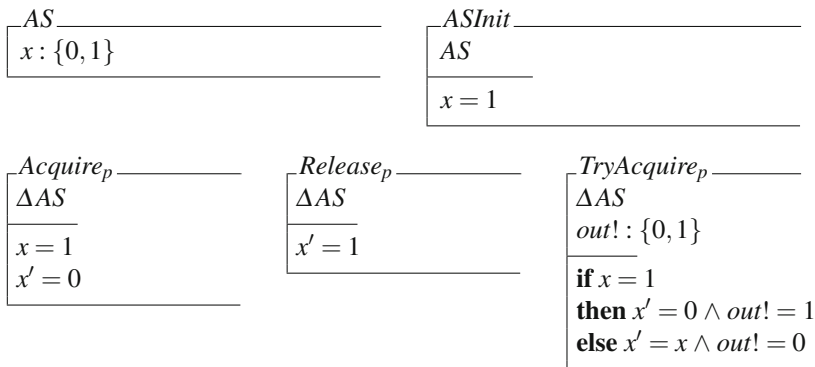 AS
x : {0,1}
ASInit
AS
x = 1
Acquire_p
ΔAS
x = 1
x′ = 0
Release_p
ΔAS
x′ = 1
TryAcquire_p
ΔAS
out! : {0,1}
if x = 1
then x′ = 0 ∧ out! = 1
else x′ = x ∧ out! = 0